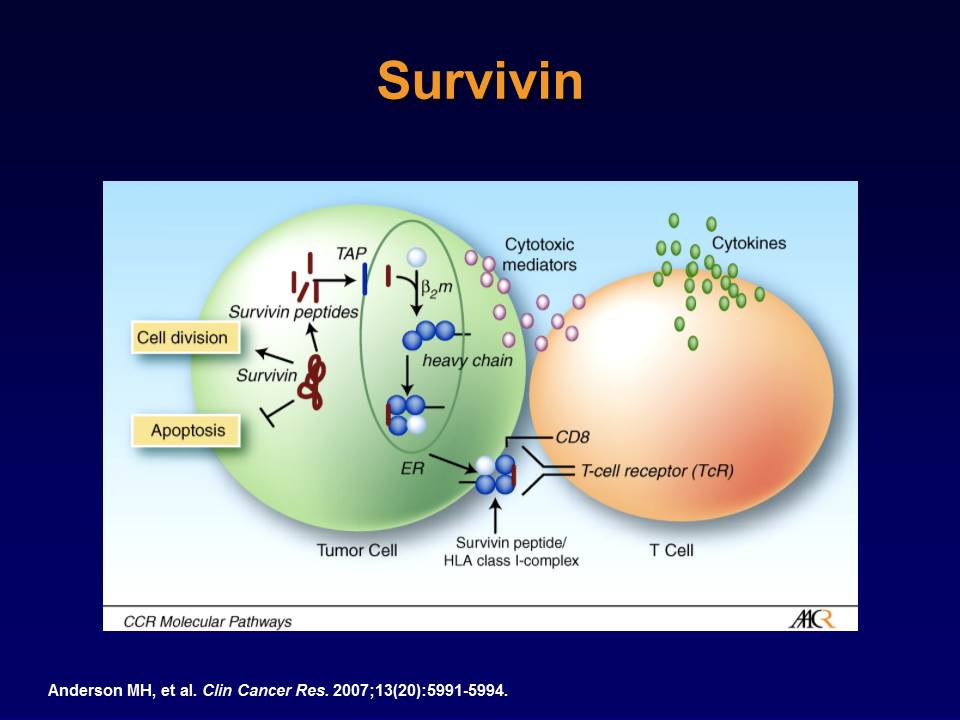 Survivin
TAP
Cytotoxic
mediators
Cytokines
β2m
Survivin peptides
Cell division
heavy chain
Survivin
Apoptosis
CD8
ER
T-cell receptor (TcR)
Survivin peptide/
HLA class I-complex
Tumor Cell
T Cell
CCR Molecular Pathways
AACR
Anderson MH, et al. Clin Cancer Res. 2007;13(20):5991-5994.